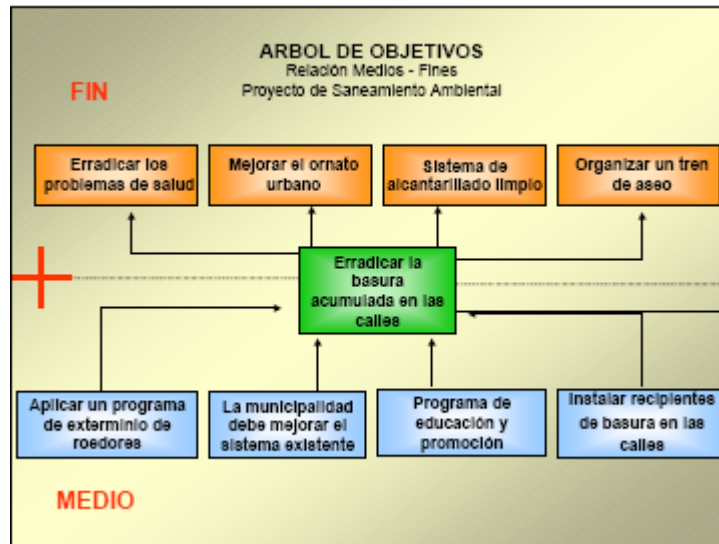 ARBOL DE OBJETIVOS
Relación Medios - Fines
Proyecto de Saneamiento Ambiental
FIN
Erradicar los
problemas de salud
Mejorar el ornato
urbano
Sistema de
alcantarillado limpio
Organizar un tren
de aseo
Erradicar la
basura
acumulada en las
calles
Aplicar un programa
de exterminio de
roedores
La municipalidad
debe mejorar el
sistema existente
Programa de
educación y
promoción
Instalar recipientes
de basura en las
calles
MEDIO